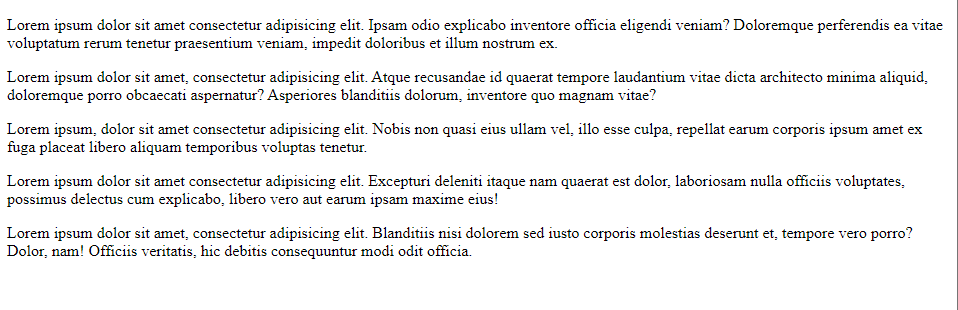 Lorem ipsum dolor sit amet consectetur adipisicing elit. Ipsam odio explicabo inventore officia eligendi veniam? Doloremque perferendis ea vitae
voluptatum rerum tenetur praesentium veniam, impedit doloribus et illum nostrum ex.
Lorem ipsum dolor sit amet, consectetur adipisicing elit. Atque recusandae id quaerat tempore laudantium vitae dicta architecto minima aliquid,
doloremque porro obcaecati aspernatur? Asperiores blanditiis dolorum, inventore quo magnam vitae?
Lorem ipsum, dolor sit amet consectetur adipisicing elit. Nobis non quasi eius ullam vel, illo esse culpa, repellat earum corporis ipsum amet ex
fuga placeat libero aliquam temporibus voluptas tenetur.
Lorem ipsum dolor sit amet consectetur adipisicing elit. Excepturi deleniti itaque nam quaerat est dolor, laboriosam nulla officiis voluptates,
possimus delectus cum explicabo, libero vero aut earum ipsam maxime eius!
Lorem ipsum dolor sit amet, consectetur adipisicing elit. Blanditiis nisi dolorem sed iusto corporis molestias deserunt et, tempore vero porro?
Dolor, nam! Officiis veritatis, hic debitis consequuntur modi odit officia.